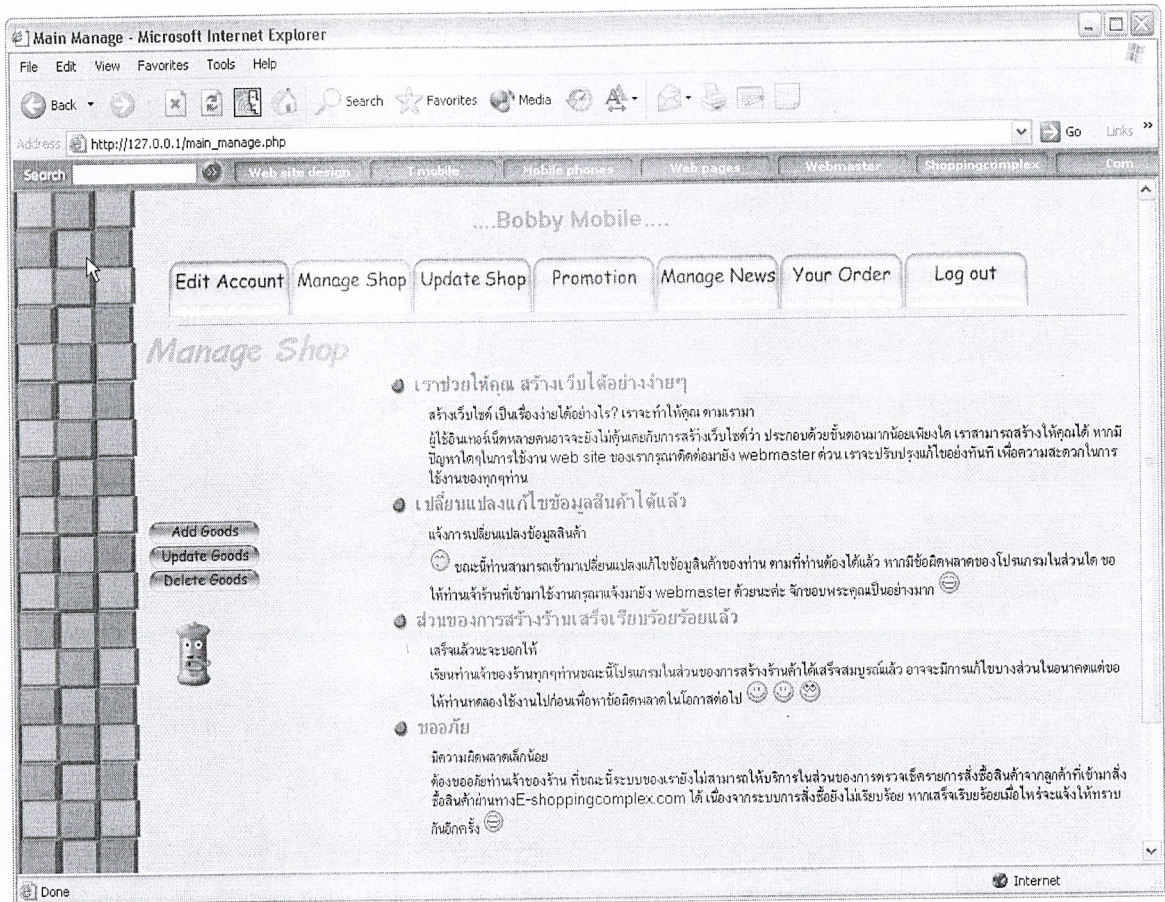 Main Manage - Microsoft Internet Explorer
File Edit View Favorites Tools Help
Back Search Favorites Media
Address http://127.0.0.1/main_manage.php Go Links »
Search Web site design T mobile Mobile phones Web pages Webmaster Shoppingcomplex Com
....Bobby Mobile....
Edit Account Manage Shop Update Shop Promotion Manage News Your Order Log out
Manage Shop
เราช่วยให้คุณ สร้างเว็บได้อย่างง่ายๆ
สร้างเว็บไซต์ เป็นเรื่องง่ายได้อย่างไร? เราจะทำให้คุณ ตามเรามา
ผู้ใช้อินเทอร์เน็ตหลายคนอาจจะยังไม่คุ้นเคยกับการสร้างเว็บไซต์ว่า ประกอบด้วยขั้นตอนมากน้อยเพียงใด เราสามารถสร้างให้คุณได้ หากมี
ปัญหาใดๆในการใช้งาน web site ของเรากรุณาติดต่อมายัง webmaster ด่วน เราจะปรับปรุงแก้ไขอย่างทันที เพื่อความสะดวกในการ
ใช้งานของทุกๆท่าน
เปลี่ยนแปลงแก้ไขข้อมูลสินค้าได้แล้ว
แจ้งการเปลี่ยนแปลงข้อมูลสินค้า
ขณะนี้ท่านสามารถเข้ามาเปลี่ยนแปลงแก้ไขข้อมูลสินค้าของท่าน ตามที่ท่านต้องได้แล้ว หากมีข้อผิดพลาดของโปรแกรมในส่วนใด ขอ
ให้ท่านเจ้าร้านที่เข้ามาใช้งานกรุณาแจ้งมายัง webmaster ด้วยนะค่ะ จักขอบพระคุณเป็นอย่างมาก
Add Goods
Update Goods
Delete Goods
ส่วนของการสร้างร้านเสร็จเรียบร้อยร้อยแล้ว
เสร็จแล้วนะจะบอกให้
เรียนท่านเจ้าของร้านทุกๆท่านขณะนี้โปรแกรมในส่วนของการสร้างร้านค้าได้เสร็จสมบูรณ์แล้ว อาจจะมีการแก้ไขบางส่วนในอนาคตแต่ขอ
ให้ท่านทดลองใช้งานไปก่อนเพื่อหาข้อผิดพลาดในโอกาสต่อไป
ขออภัย
มีความผิดพลาดเล็กน้อย
ต้องขออภัยท่านเจ้าของร้าน ที่ขณะนี้ระบบของเรายังไม่สามารถให้บริการในส่วนของการตรวจเช็ครายการสั่งซื้อสินค้าจากลูกค้าที่เข้ามาสั่ง
ซื้อสินค้าผ่านทางE-shoppingcomplex.com ได้ เนื่องจากระบบการสั่งซื้อยังไม่เรียบร้อย หากเสร็จเรียบร้อยเมื่อไหร่จะแจ้งให้ทราบ
กันอีกครั้ง
Done Internet